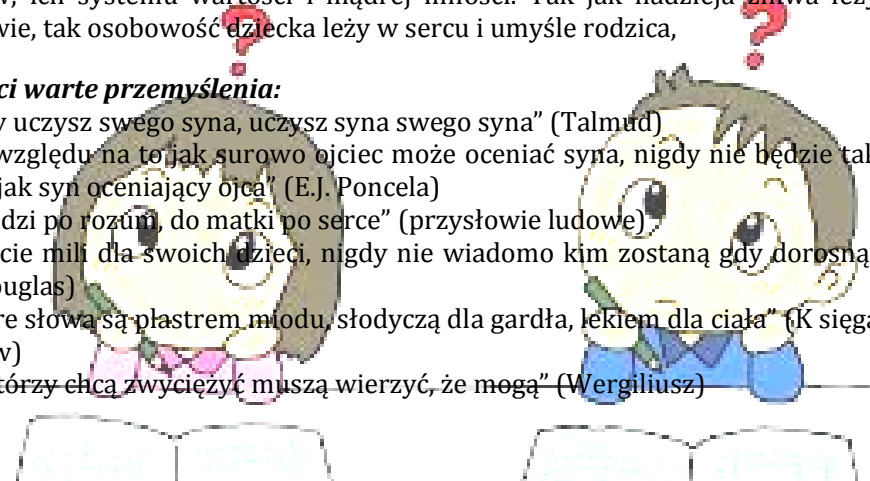 ich systemu wartości i mądrej miłości. Tak jak nadzieja żniwa leży
wie, tak osobowość dziecka leży w sercu i umyśle rodzica,
ci warte przemyślenia:
y uczysz swego syna, uczysz syna swego syna” (Talmud)
względu na to jak surowo ojciec może oceniać syna, nigdy nie będzie tak
jak syn oceniający ojca” (E.J. Poncela)
dzi po rozum, do matki po serce” (przysłowie ludowe)
cie mili dla swoich dzieci, nigdy nie wiadomo kim zostaną gdy dorosną
ouglas)
re słowa są plastrem miodu, słodyczą dla gardła, lekiem dla ciała” (K sięga
w)
tórzy chcą zwyciężyć muszą wierzyć, że mogą” (Wergiliusz)